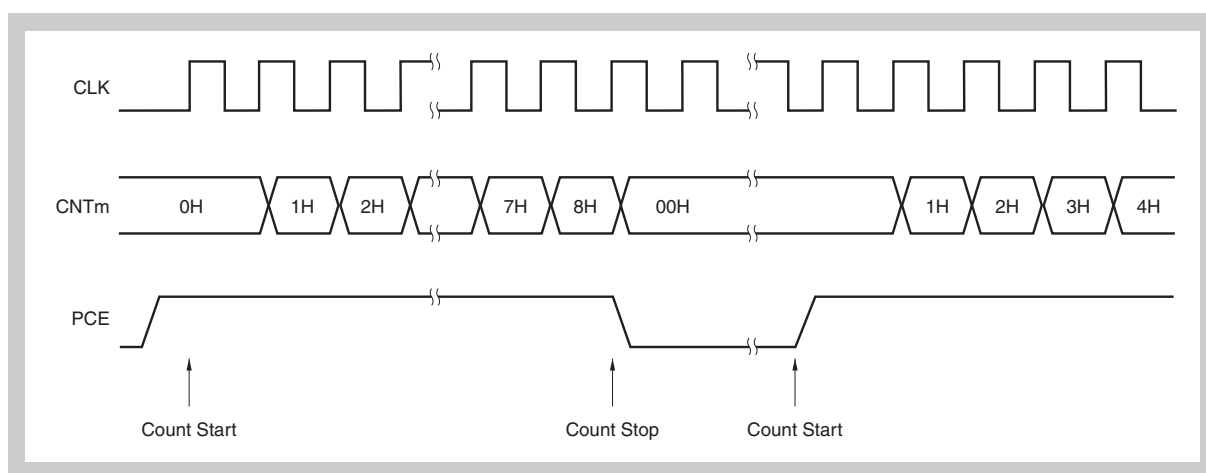 CLK
CNTm
0H 1H 2H 7H 8H 00H 1H 2H 3H 4H
PCE
Count Start Count Stop Count Start